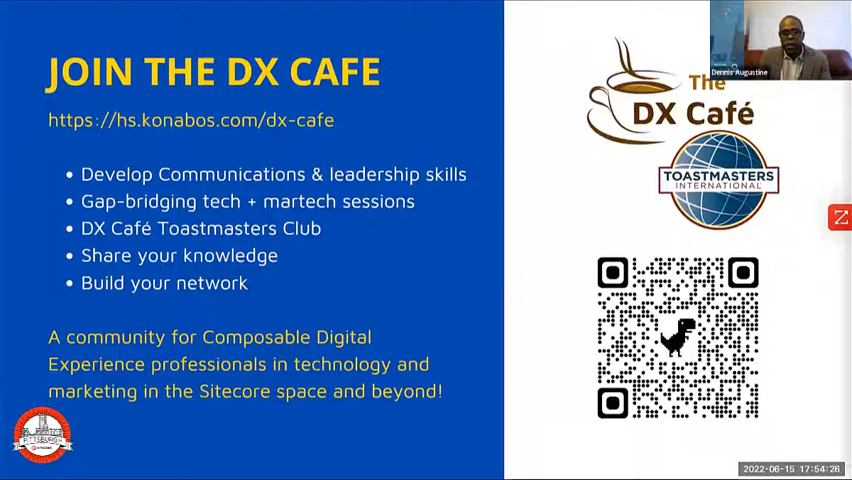 JOIN THE DX CAFE
https://hs.konabos.com/dx-cafe
Develop Communications & leadership skills
Gap-bridging tech + martech sessions
DX Café Toastmasters Club
Share your knowledge
Build your network
A community for Composable Digital
Experience professionals in technology and
marketing in the Sitecore space and beyond!
PITTSBURGH
Dennis Augustine
The
DX Café
TOASTMASTERS
INTERNATIONAL
2022-06-15 17:54:26